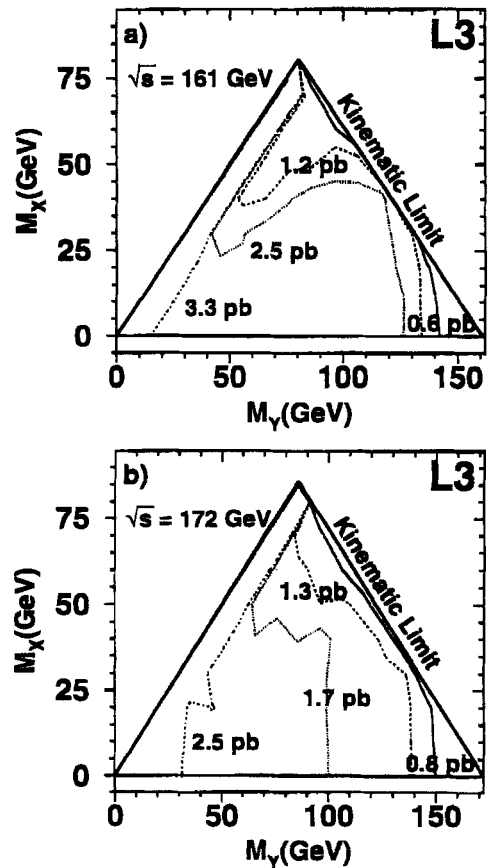 a)
L3
√s = 161 GeV
Kinematic Limit
1.2 pb
2.5 pb
3.3 pb
0.6 pb
75
50
25
0
M_X(GeV)
0
50
100
150
M_Y(GeV)
b)
L3
√s = 172 GeV
Kinematic Limit
1.3 pb
1.7 pb
2.5 pb
0.8 pb
75
50
25
0
M_X(GeV)
0
50
100
150
M_Y(GeV)